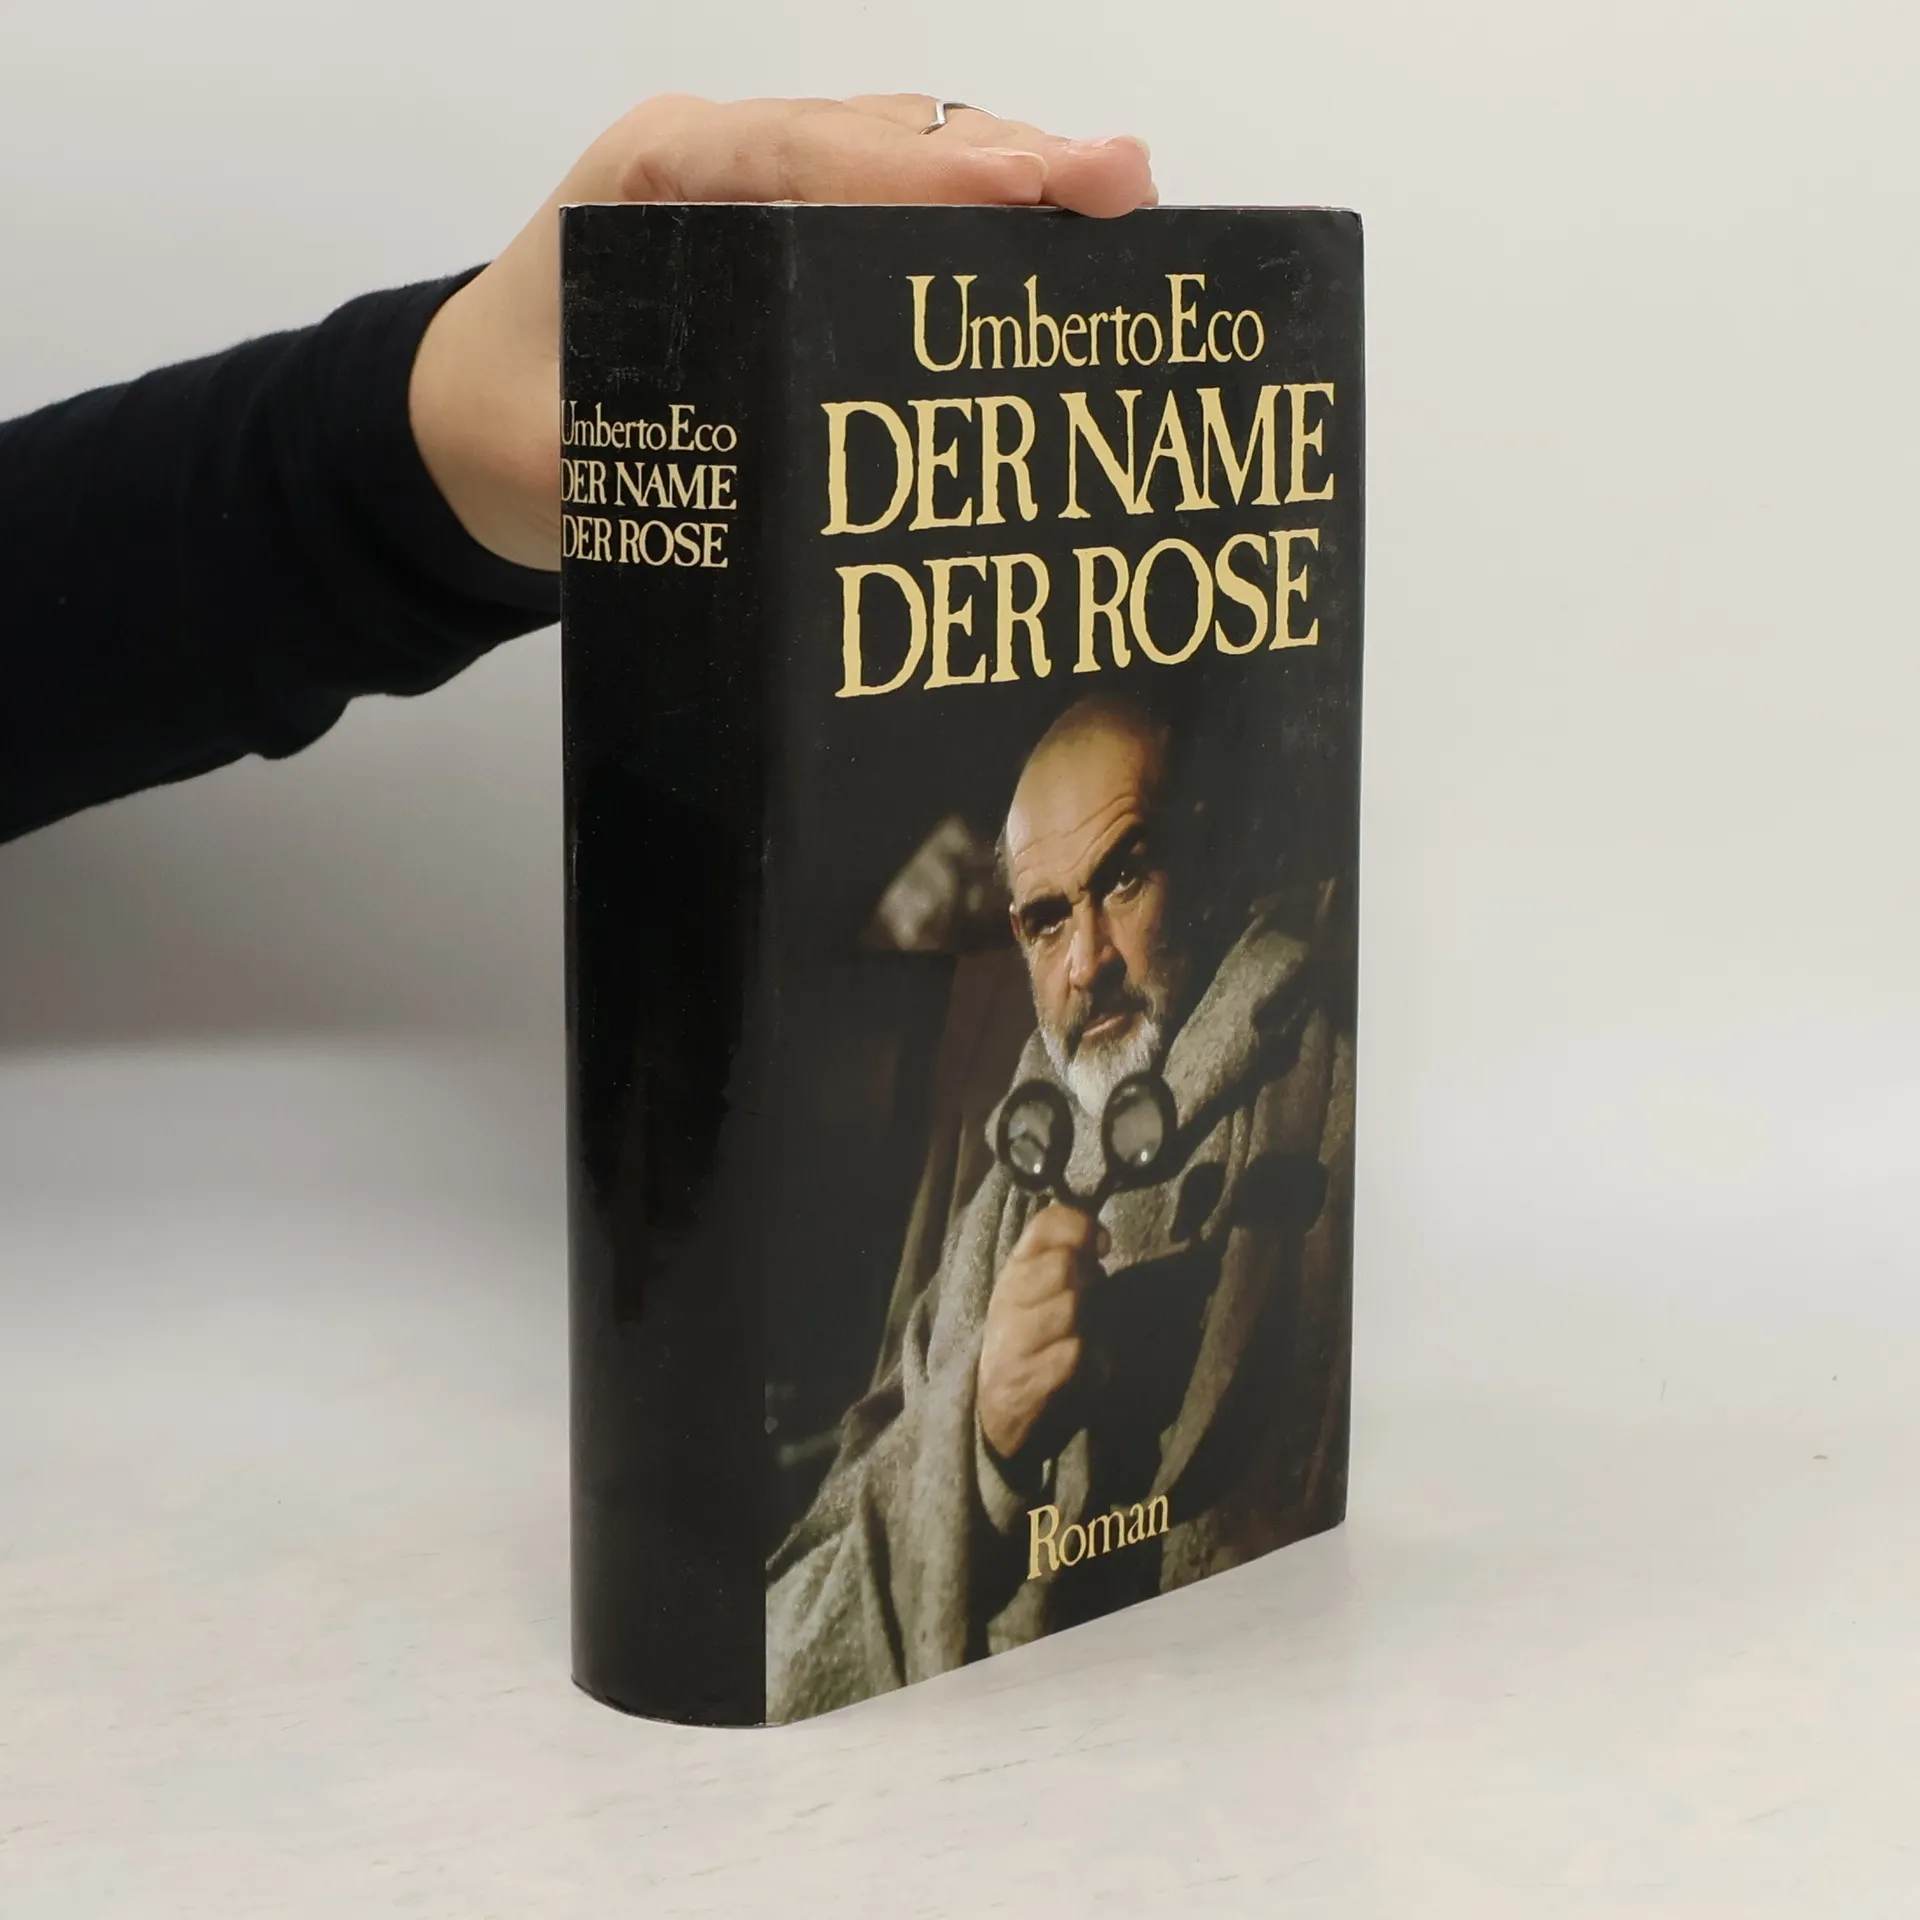 Umberto Eco
DER NAME
DER ROSE
Umberto Eco
DER NAME
DER ROSE
Roman